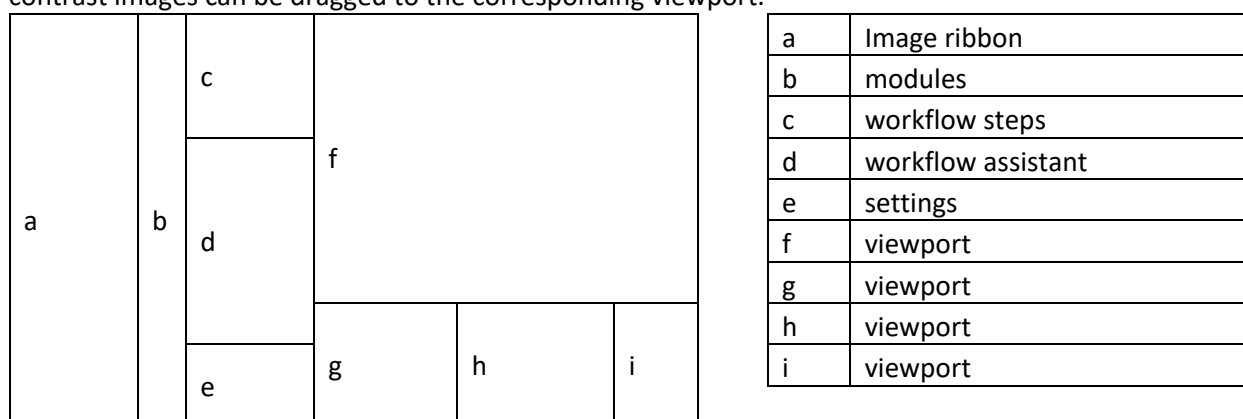 contrast images can be dragged to the corresponding viewport.
a
b
c
d
e
f
g
h
i
a Image ribbon
b modules
c workflow steps
d workflow assistant
e settings
f viewport
g viewport
h viewport
i viewport